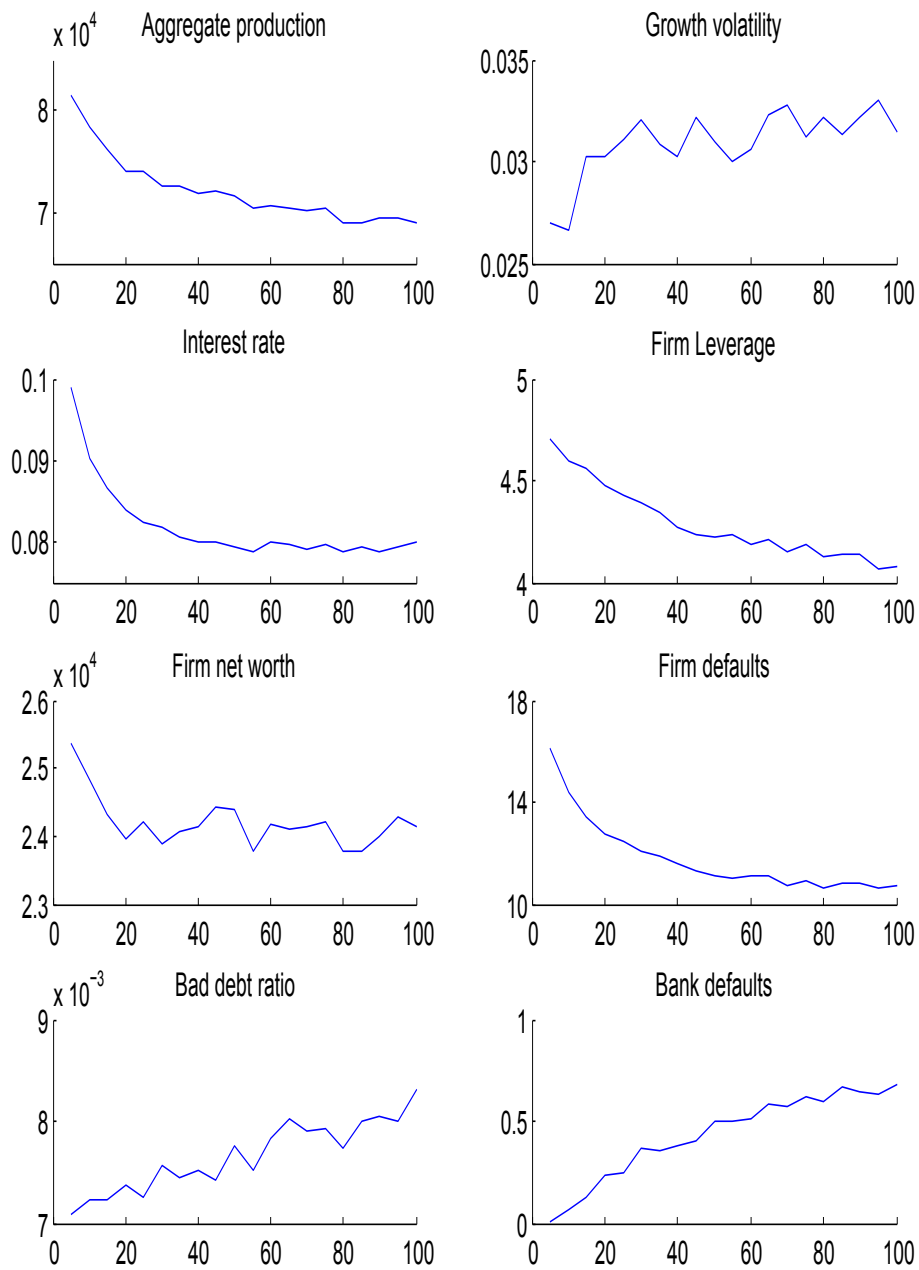 Aggregate production
x 10⁴
8
7
0 20 40 60 80 100
Growth volatility
0.035
0.03
0.025
0 20 40 60 80 100
Interest rate
0.1
0.09
0.08
0 20 40 60 80 100
Firm Leverage
5
4.5
4
0 20 40 60 80 100
Firm net worth
x 10⁴
2.6
2.5
2.4
2.3
0 20 40 60 80 100
Firm defaults
18
14
10
0 20 40 60 80 100
Bad debt ratio
x 10⁻³
9
8
7
0 20 40 60 80 100
Bank defaults
1
0.5
0
0 20 40 60 80 100